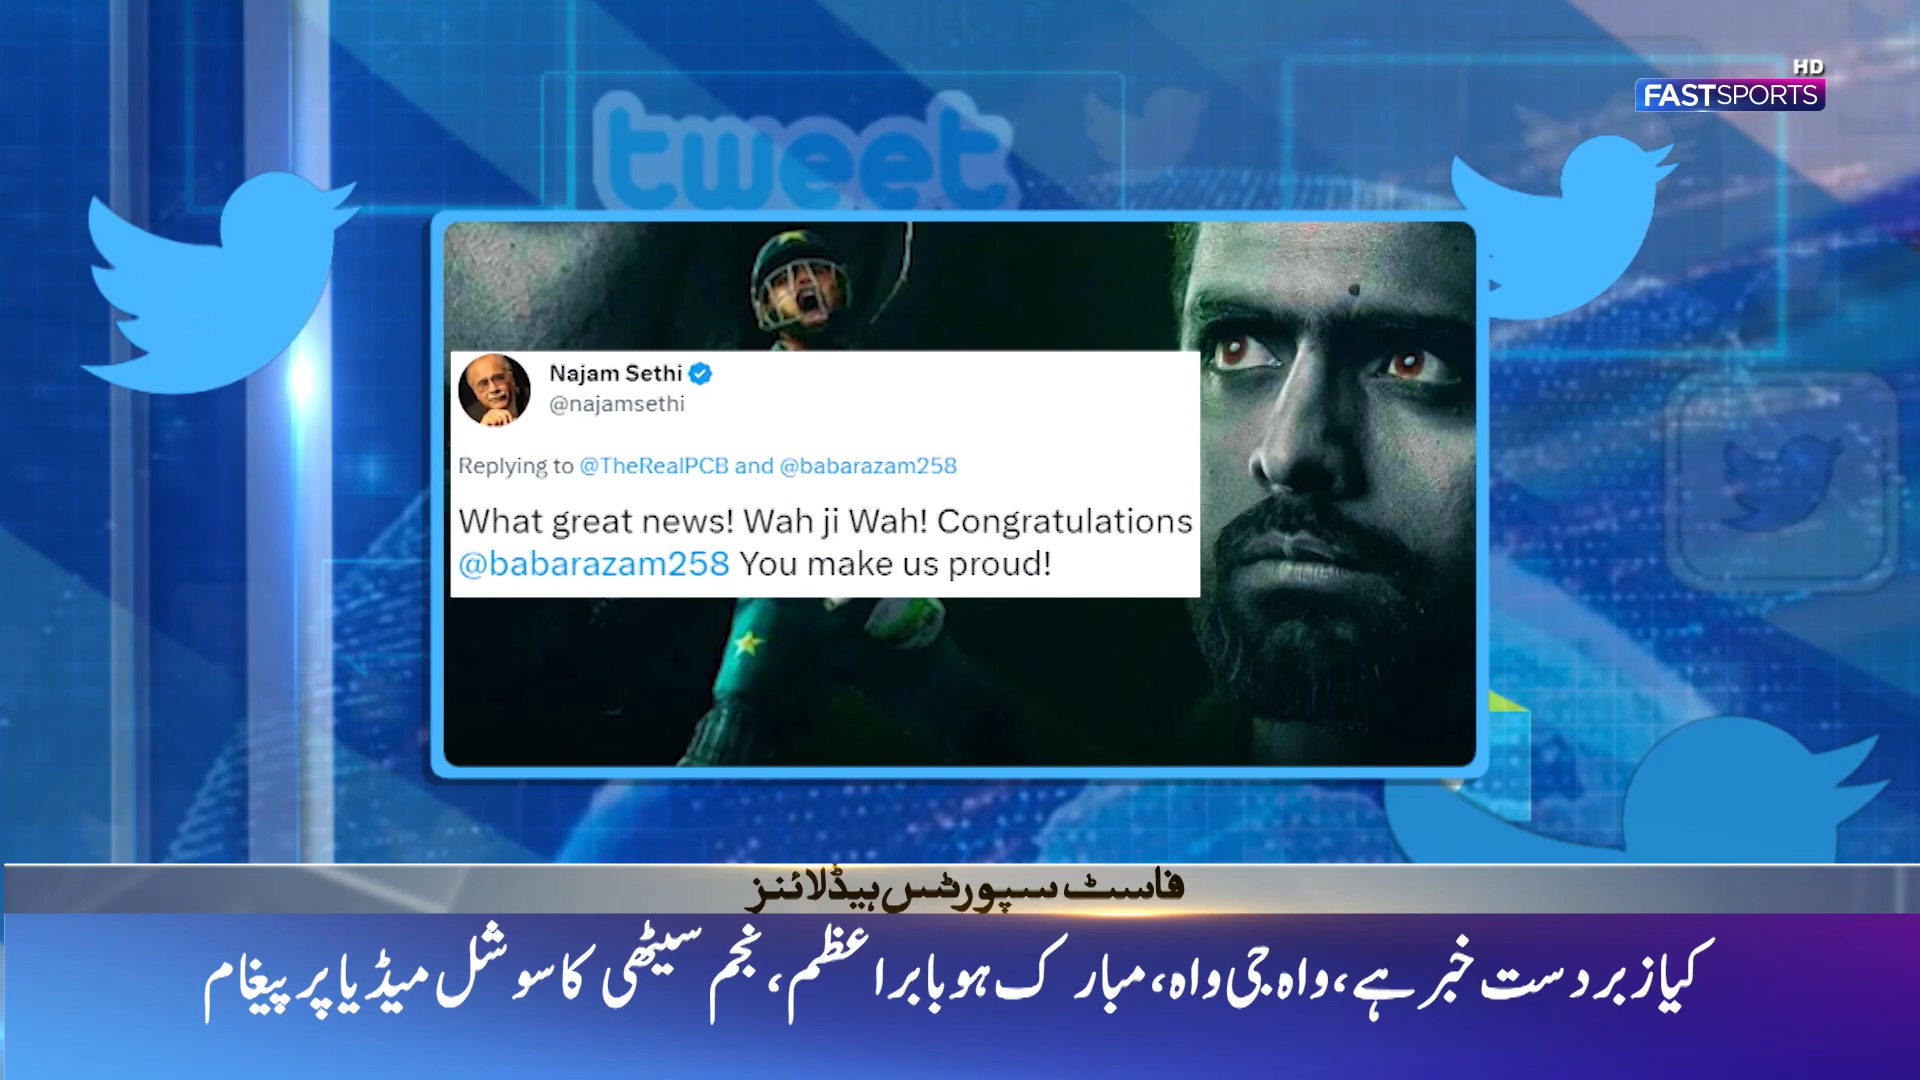 HD
FASTSPORTS
tweet
Najam Sethi
@najamsethi
Replying to @TheRealPCB and @babarazam258
What great news! Wah ji Wah! Congratulations
@babarazam258 You make us proud!
فاسٹ سپورٹس ہیڈلائنز
کیا زبردست خبر ہے، واہ جی واہ، مبارک ہو بابراعظم، نجم سیٹھی کا سوشل میڈیا پر پیغام